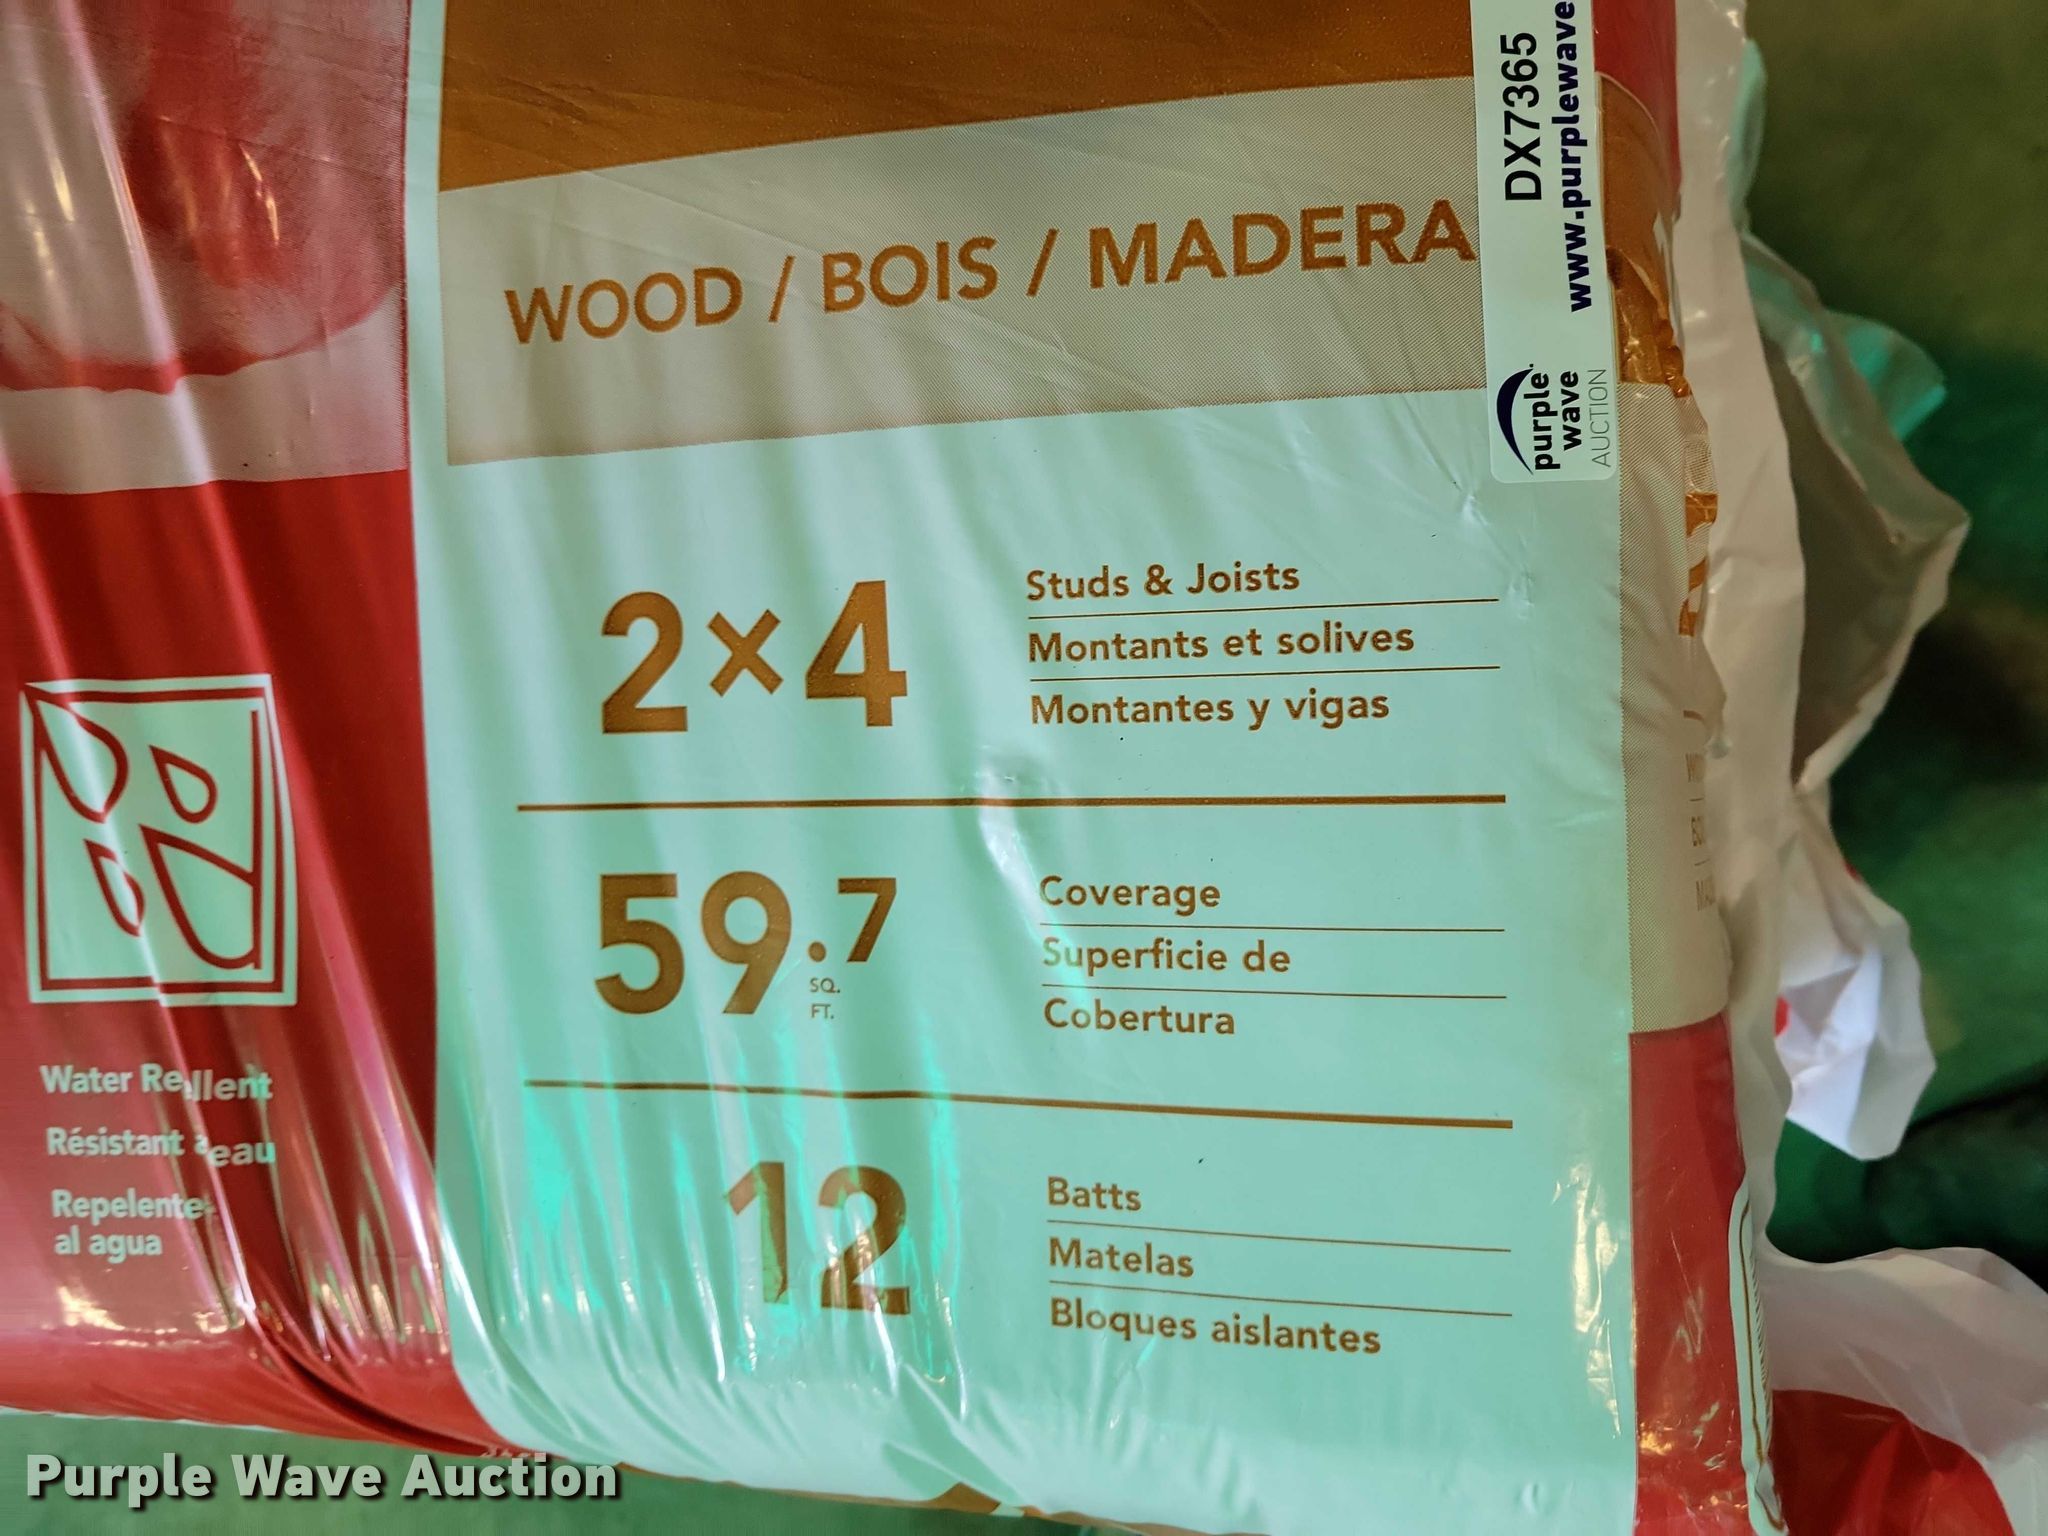 DX7365
www.purplewave
purple
wave
AUCTION
WOOD / BOIS / MADERA
2×4
Studs & Joists
Montants et solives
Montantes y vigas
59.7
SQ.
FT.
Coverage
Superficie de
Cobertura
12
Batts
Matelas
Bloques aislantes
Water Re llent
Résistant eau
Repelente
al agua
Purple Wave Auction